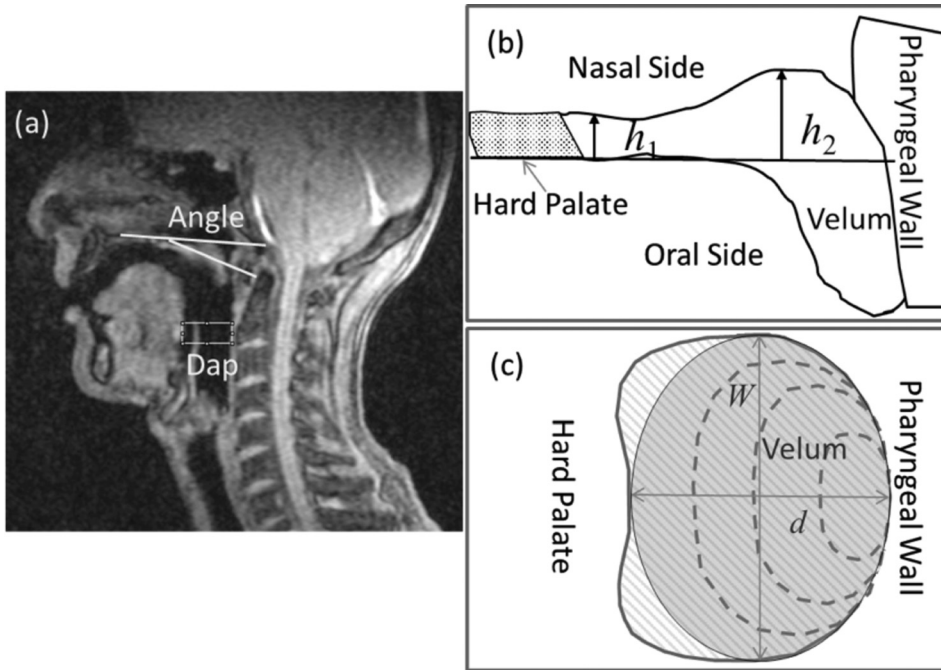 (a)
Angle
Dap
(b)
Nasal Side
h₁
h₂
Hard Palate
Velum
Oral Side
Pharyngeal Wall
(c)
W
Velum
d
Hard Palate
Pharyngeal Wall